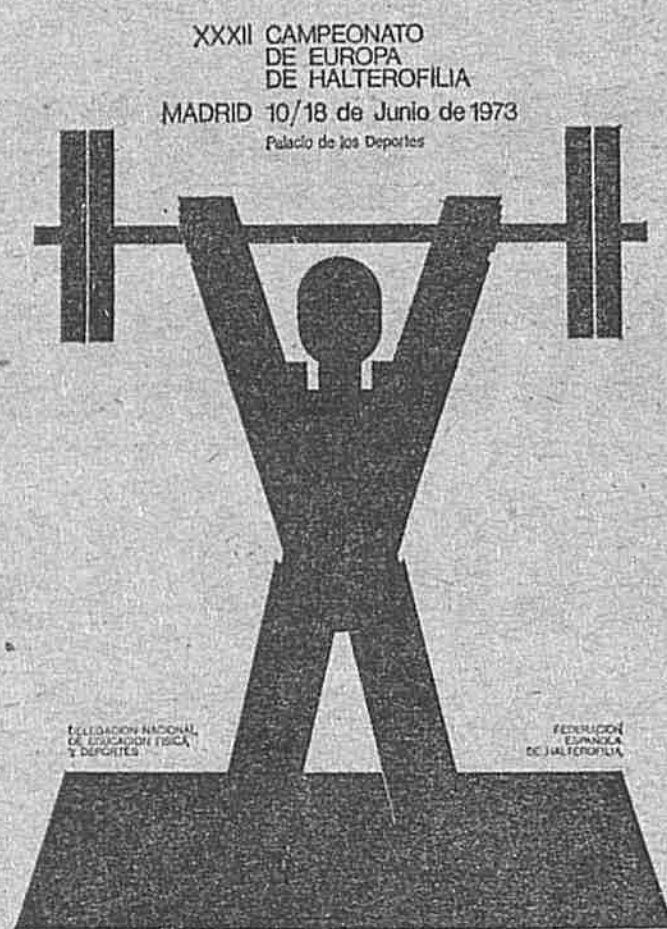 XXXII CAMPEONATO
DE EUROPA
DE HALTEROFILIA
MADRID 10/18 de Junio de 1973
Palacio de los Deportes
DELEGACION NACIONAL
DE EDUCACION FISICA
Y DEPORTES
FEDERACION
ESPAÑOLA
DE HALTEROFILIA